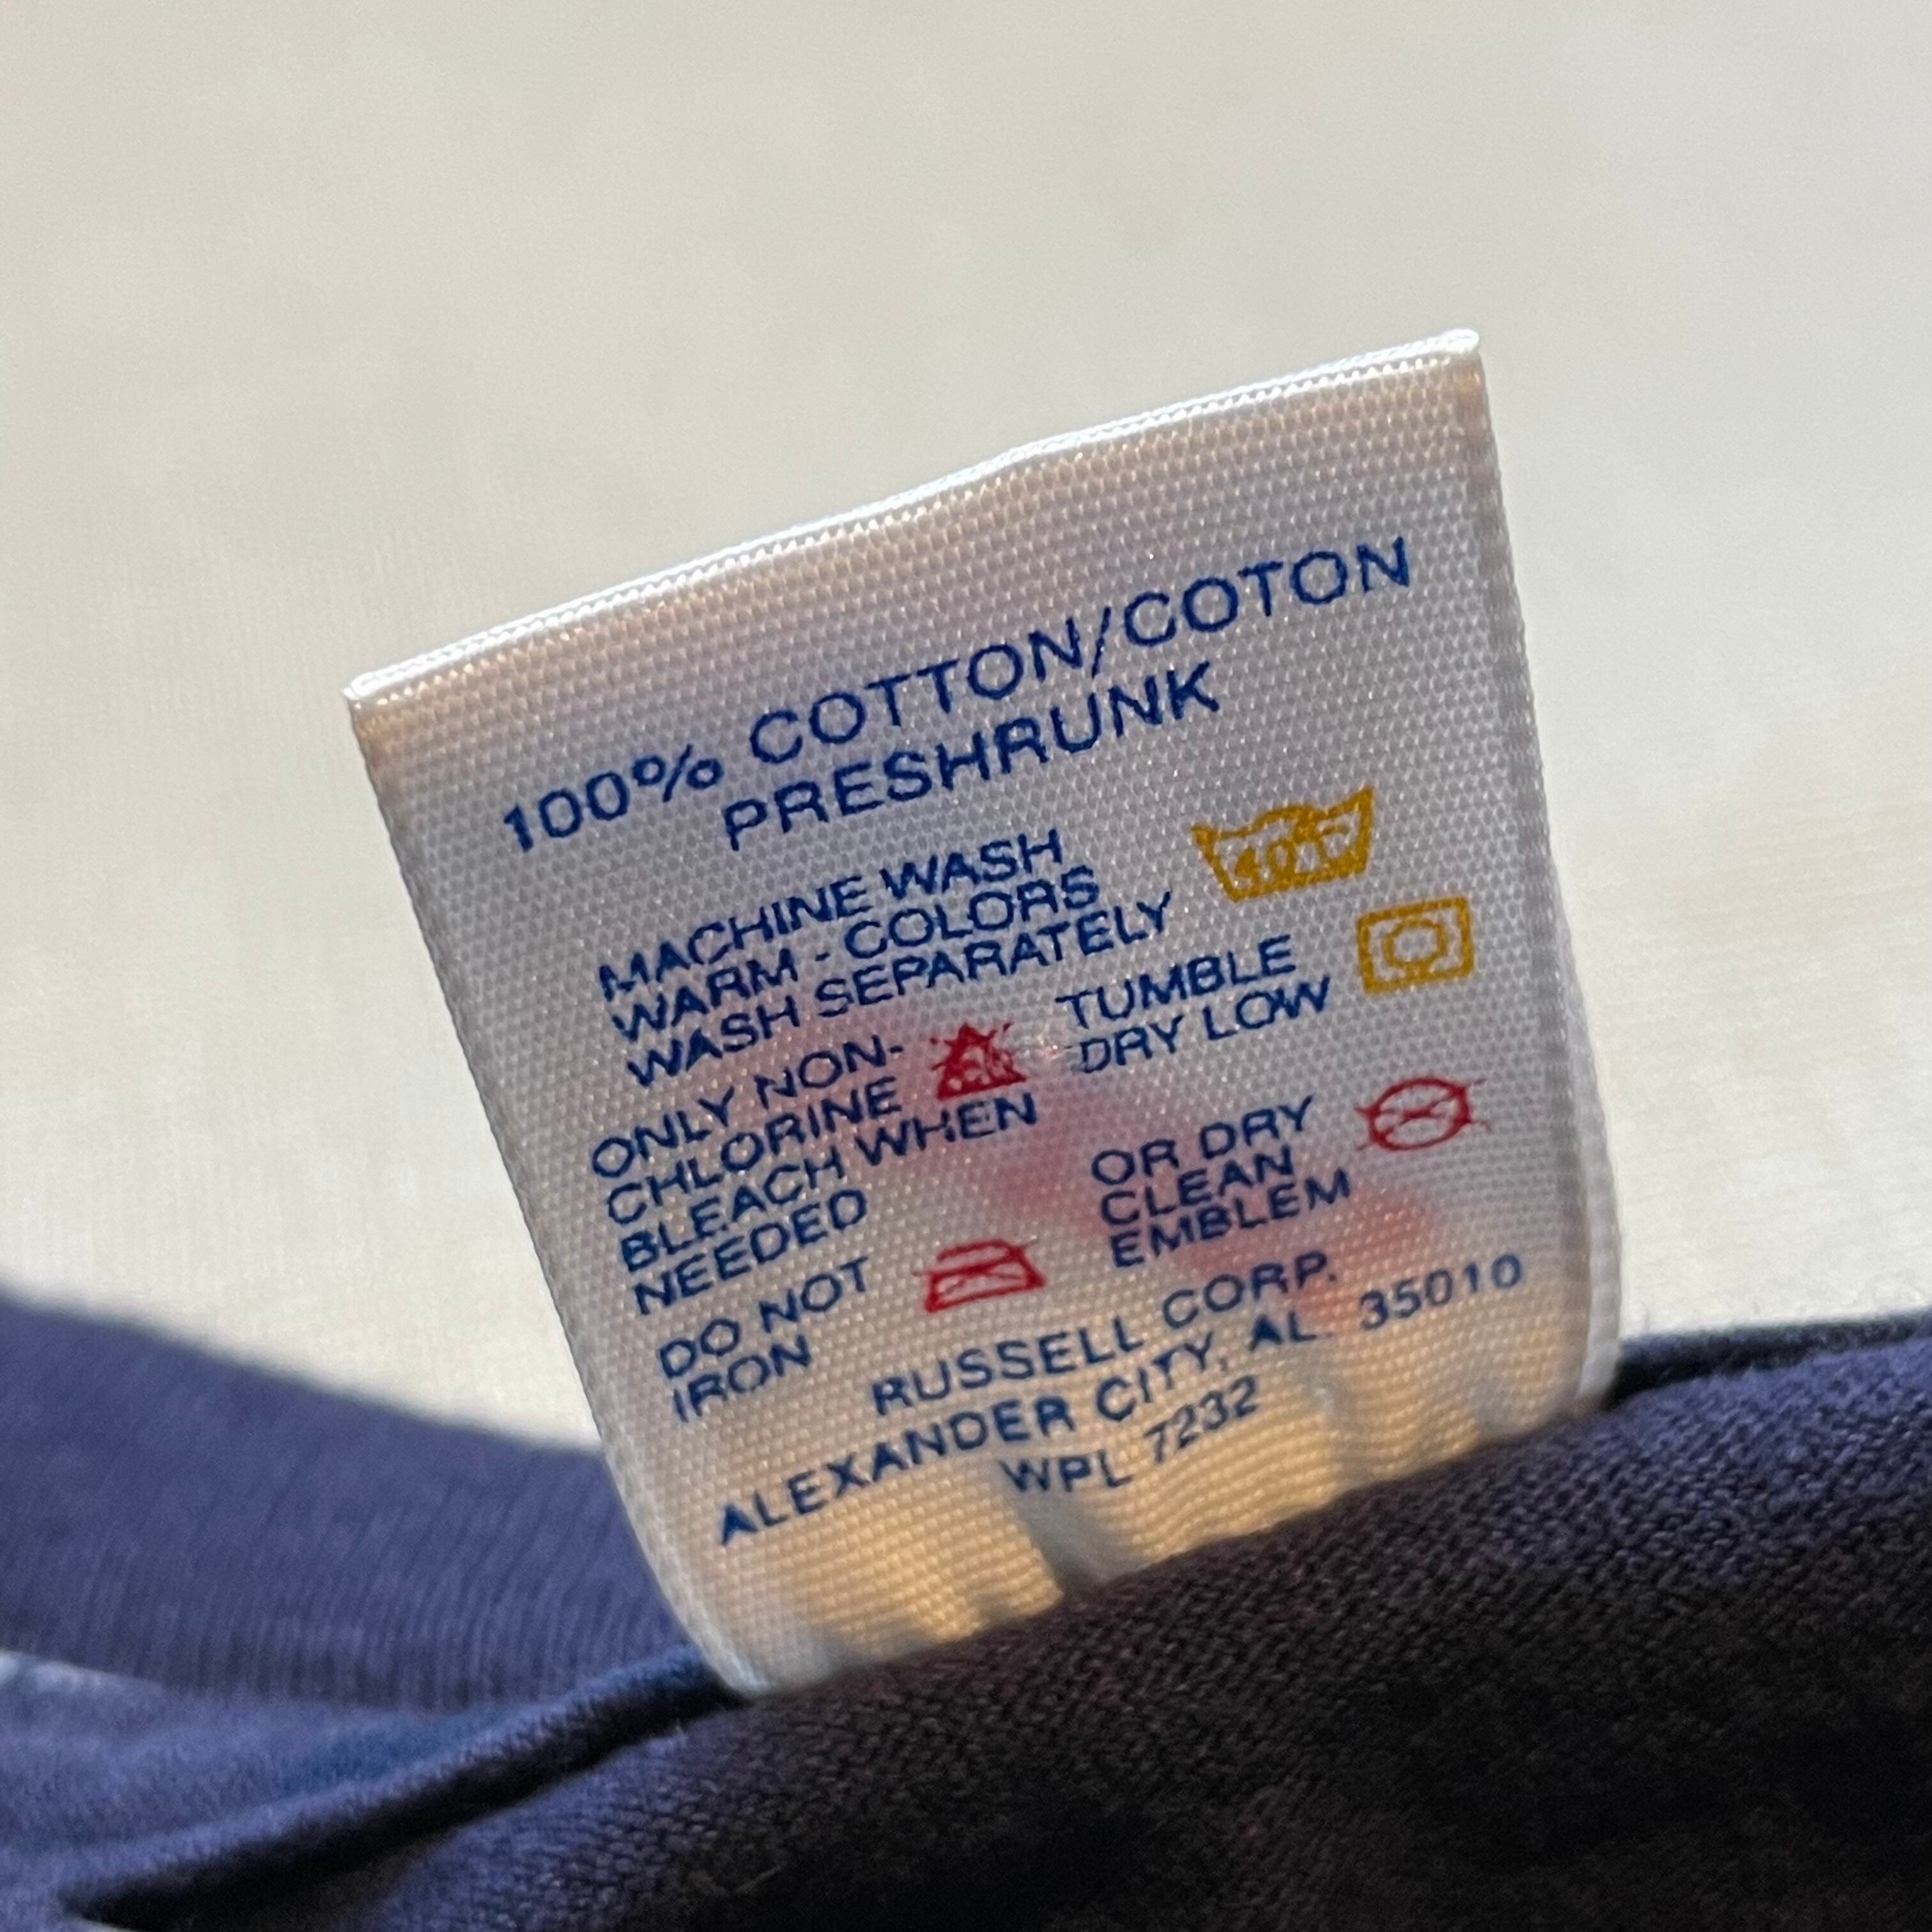 100% COTTON/COTON
PRESHRUNK
MACHINE WASH
WARM - COLORS
WASH SEPARATELY
40°C
ONLY NON-
CHLORINE
BLEACH WHEN
NEEDED
TUMBLE
DRY LOW
DO NOT
IRON
OR DRY
CLEAN
EMBLEM
RUSSELL CORP.
ALEXANDER CITY, AL. 35010
WPL 7232